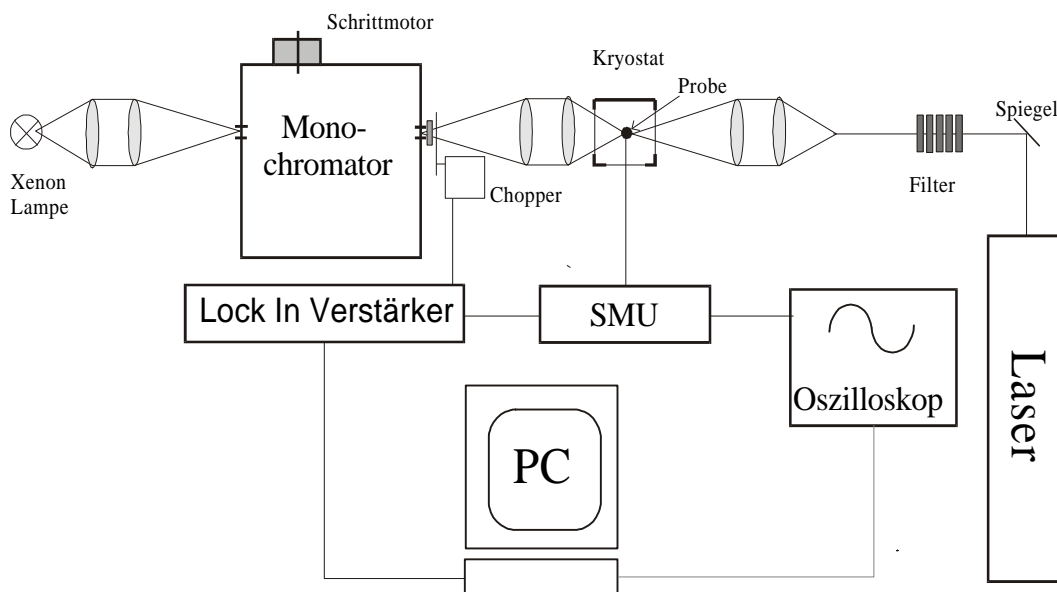 Schrittmotor
Kryostat
Probe
Spiegel
Mono-
chromator
Xenon
Lampe
Chopper
Filter
Lock In Verstärker
SMU
Oszilloskop
Laser
PC